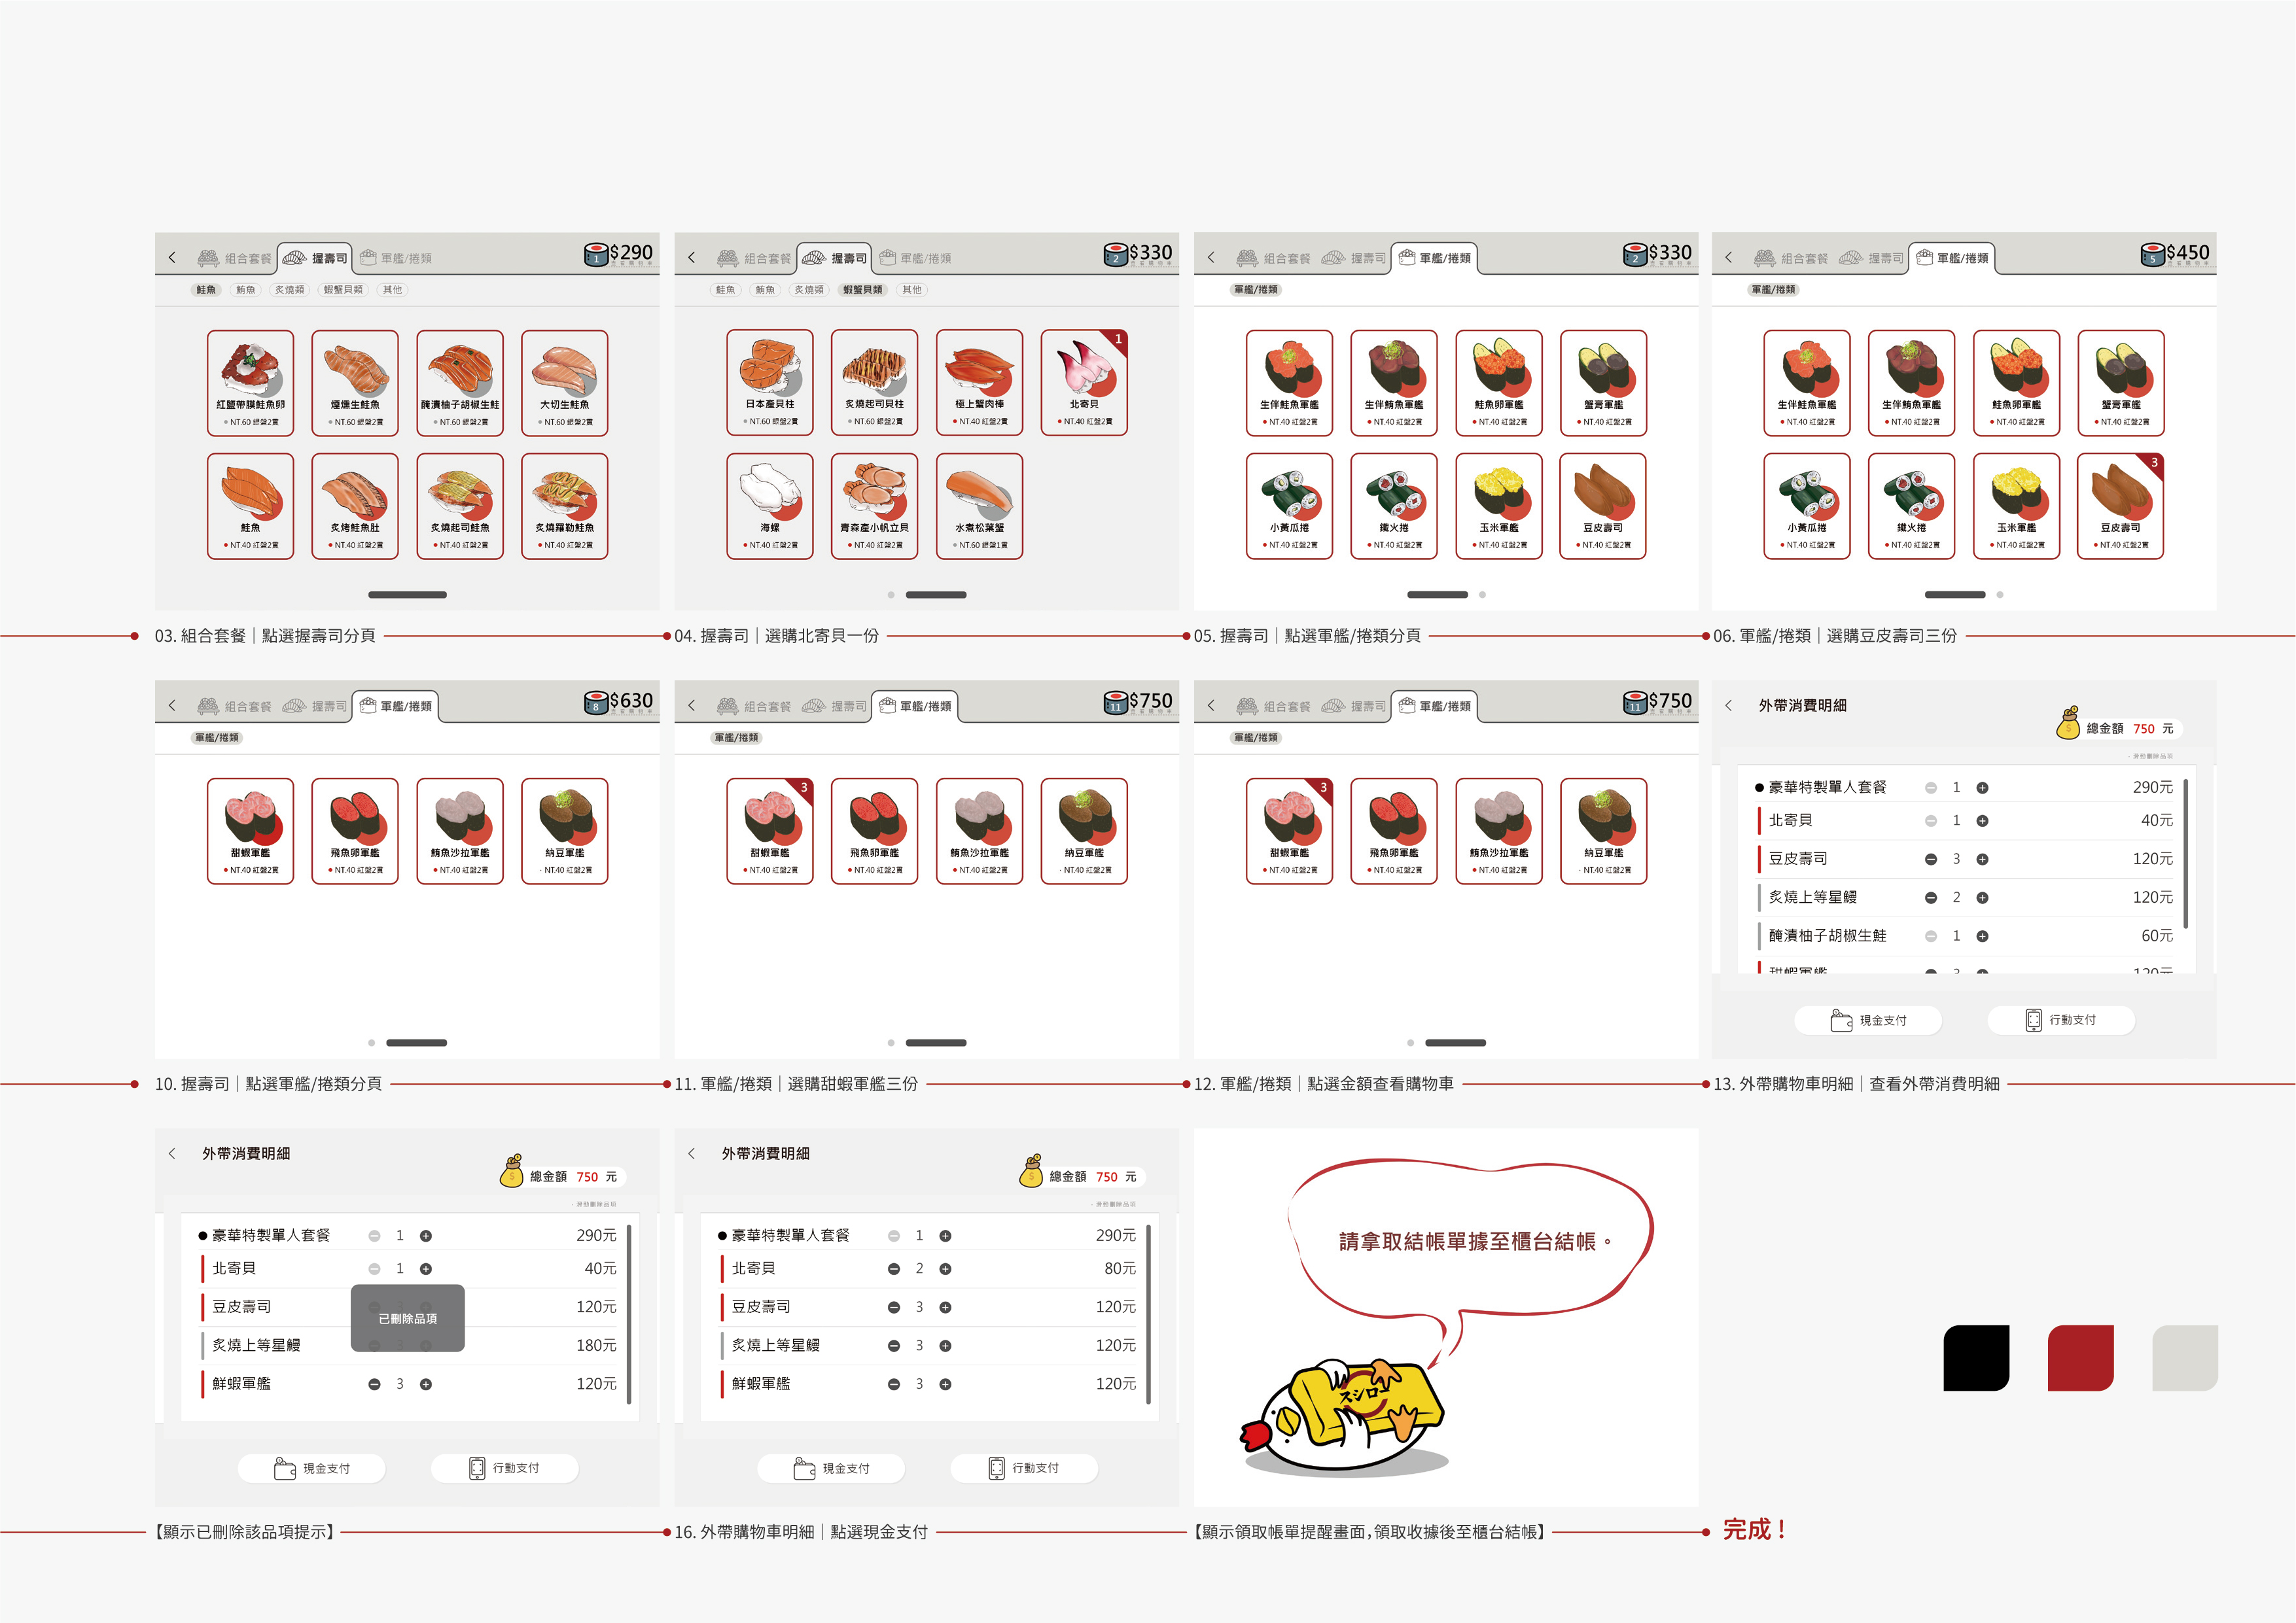 組合套餐 握壽司 軍艦/捲類 1 $290
鮭魚 鮪魚 炙燒類 蝦蟹貝類 其他
紅鹽帶膜鮭魚卵 煙燻生鮭魚 醃漬柚子胡椒生鮭 大切生鮭魚
NT.60 銀盤2貫 NT.60 銀盤2貫 NT.60 銀盤2貫 NT.60 銀盤2貫
鮭魚 炙烤鮭魚肚 炙燒起司鮭魚 炙燒羅勒鮭魚
NT.40 紅盤2貫 NT.40 紅盤2貫 NT.40 紅盤2貫 NT.40 紅盤2貫
03. 組合套餐｜點選握壽司分頁
組合套餐 握壽司 軍艦/捲類 2 $330
鮭魚 鮪魚 炙燒類 蝦蟹貝類 其他
1
日本產貝柱 炙燒起司貝柱 極上蟹肉棒 北寄貝
NT.60 銀盤2貫 NT.60 銀盤2貫 NT.40 紅盤2貫 NT.40 紅盤2貫
海螺 青森產小帆立貝 水煮松葉蟹
NT.40 紅盤2貫 NT.40 紅盤2貫 NT.60 銀盤1貫
04. 握壽司｜選購北寄貝一份
組合套餐 握壽司 軍艦/捲類 2 $330
軍艦/捲類
生伴鮭魚軍艦 生伴鮪魚軍艦 鮭魚卵軍艦 蟹膏軍艦
NT.40 紅盤2貫 NT.40 紅盤2貫 NT.40 紅盤2貫 NT.40 紅盤2貫
小黃瓜捲 鐵火捲 玉米軍艦 豆皮壽司
NT.40 紅盤2貫 NT.40 紅盤2貫 NT.40 紅盤2貫 NT.40 紅盤2貫
05. 握壽司｜點選軍艦/捲類分頁
組合套餐 握壽司 軍艦/捲類 5 $450
軍艦/捲類
生伴鮭魚軍艦 生伴鮪魚軍艦 鮭魚卵軍艦 蟹膏軍艦
NT.40 紅盤2貫 NT.40 紅盤2貫 NT.40 紅盤2貫 NT.40 紅盤2貫
3
小黃瓜捲 鐵火捲 玉米軍艦 豆皮壽司
NT.40 紅盤2貫 NT.40 紅盤2貫 NT.40 紅盤2貫 NT.40 紅盤2貫
06. 軍艦/捲類｜選購豆皮壽司三份
組合套餐 握壽司 軍艦/捲類 8 $630
軍艦/捲類
甜蝦軍艦 飛魚卵軍艦 鮪魚沙拉軍艦 納豆軍艦
NT.40 紅盤2貫 NT.40 紅盤2貫 NT.40 紅盤2貫 NT.40 紅盤2貫
10. 握壽司｜點選軍艦/捲類分頁
組合套餐 握壽司 軍艦/捲類 11 $750
軍艦/捲類
3
甜蝦軍艦 飛魚卵軍艦 鮪魚沙拉軍艦 納豆軍艦
NT.40 紅盤2貫 NT.40 紅盤2貫 NT.40 紅盤2貫 NT.40 紅盤2貫
11. 軍艦/捲類｜選購甜蝦軍艦三份
組合套餐 握壽司 軍艦/捲類 11 $750
軍艦/捲類
3
甜蝦軍艦 飛魚卵軍艦 鮪魚沙拉軍艦 納豆軍艦
NT.40 紅盤2貫 NT.40 紅盤2貫 NT.40 紅盤2貫 NT.40 紅盤2貫
12. 軍艦/捲類｜點選金額查看購物車
外帶消費明細
總金額 750 元
豪華特製單人套餐 1 290元
北寄貝 1 40元
豆皮壽司 3 120元
炙燒上等星鰻 2 120元
醃漬柚子胡椒生鮭 1 60元
甜蝦軍艦 3 120元
現金支付 行動支付
13. 外帶購物車明細｜查看外帶消費明細
外帶消費明細
總金額 750 元
豪華特製單人套餐 1 290元
北寄貝 1 40元
豆皮壽司 3 120元
已刪除品項
炙燒上等星鰻 3 180元
鮮蝦軍艦 3 120元
現金支付 行動支付
【顯示已刪除該品項提示】
外帶消費明細
總金額 750 元
豪華特製單人套餐 1 290元
北寄貝 2 80元
豆皮壽司 3 120元
炙燒上等星鰻 3 120元
鮮蝦軍艦 3 120元
現金支付 行動支付
16. 外帶購物車明細｜點選現金支付
請拿取結帳單據至櫃台結帳。
スシロー
【顯示領取帳單提醒畫面，領取收據後至櫃台結帳】
完成！